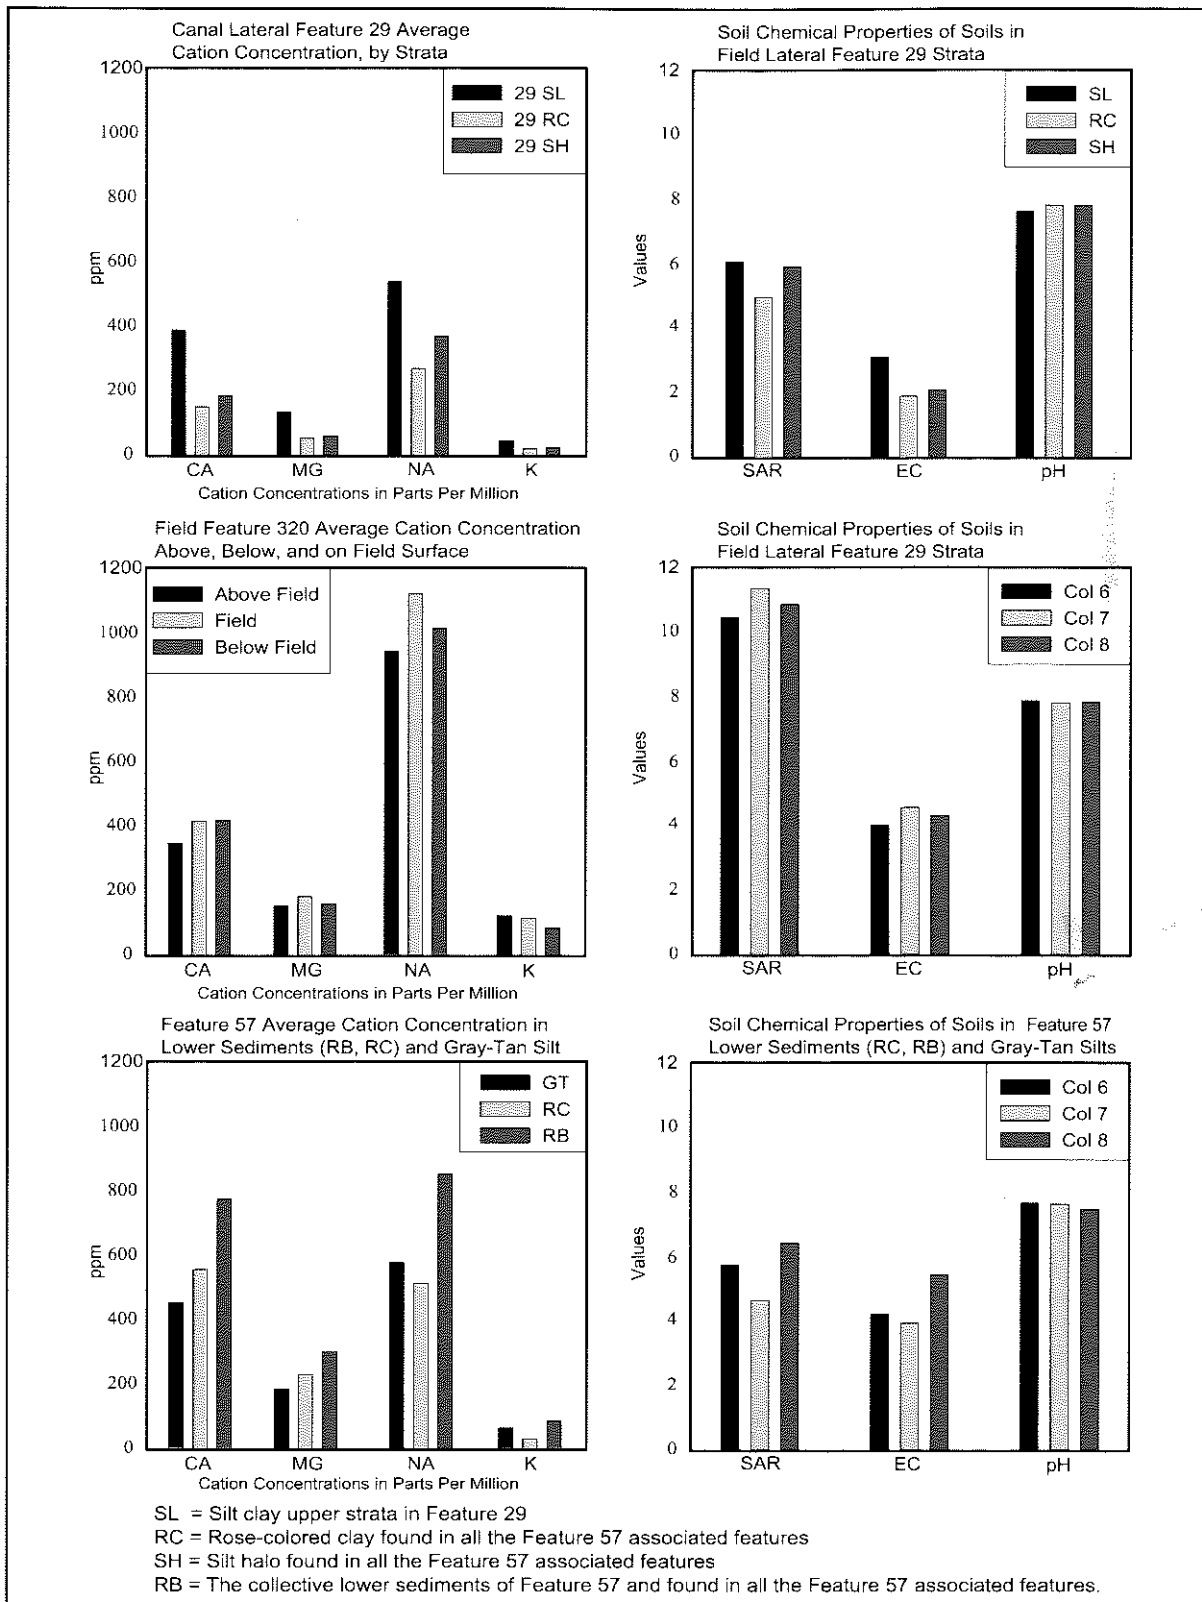 Canal Lateral Feature 29 Average
Cation Concentration, by Strata
1200
1000
800
600
400
200
0
ppm
29 SL
29 RC
29 SH
CA MG NA K
Cation Concentrations in Parts Per Million
Soil Chemical Properties of Soils in
Field Lateral Feature 29 Strata
12
10
8
6
4
2
0
Values
SL
RC
SH
SAR EC pH
Field Feature 320 Average Cation Concentration
Above, Below, and on Field Surface
1200
1000
800
600
400
200
0
ppm
Above Field
Field
Below Field
CA MG NA K
Cation Concentrations in Parts Per Million
Soil Chemical Properties of Soils in
Field Lateral Feature 29 Strata
12
10
8
6
4
2
0
Values
Col 6
Col 7
Col 8
SAR EC pH
Feature 57 Average Cation Concentration in
Lower Sediments (RB, RC) and Gray-Tan Silt
1200
1000
800
600
400
200
0
ppm
GT
RC
RB
CA MG NA K
Cation Concentrations in Parts Per Million
Soil Chemical Properties of Soils in Feature 57
Lower Sediments (RC, RB) and Gray-Tan Silts
12
10
8
6
4
2
0
Values
Col 6
Col 7
Col 8
SAR EC pH
SL = Silt clay upper strata in Feature 29
RC = Rose-colored clay found in all the Feature 57 associated features
SH = Silt halo found in all the Feature 57 associated features
RB = The collective lower sediments of Feature 57 and found in all the Feature 57 associated features.